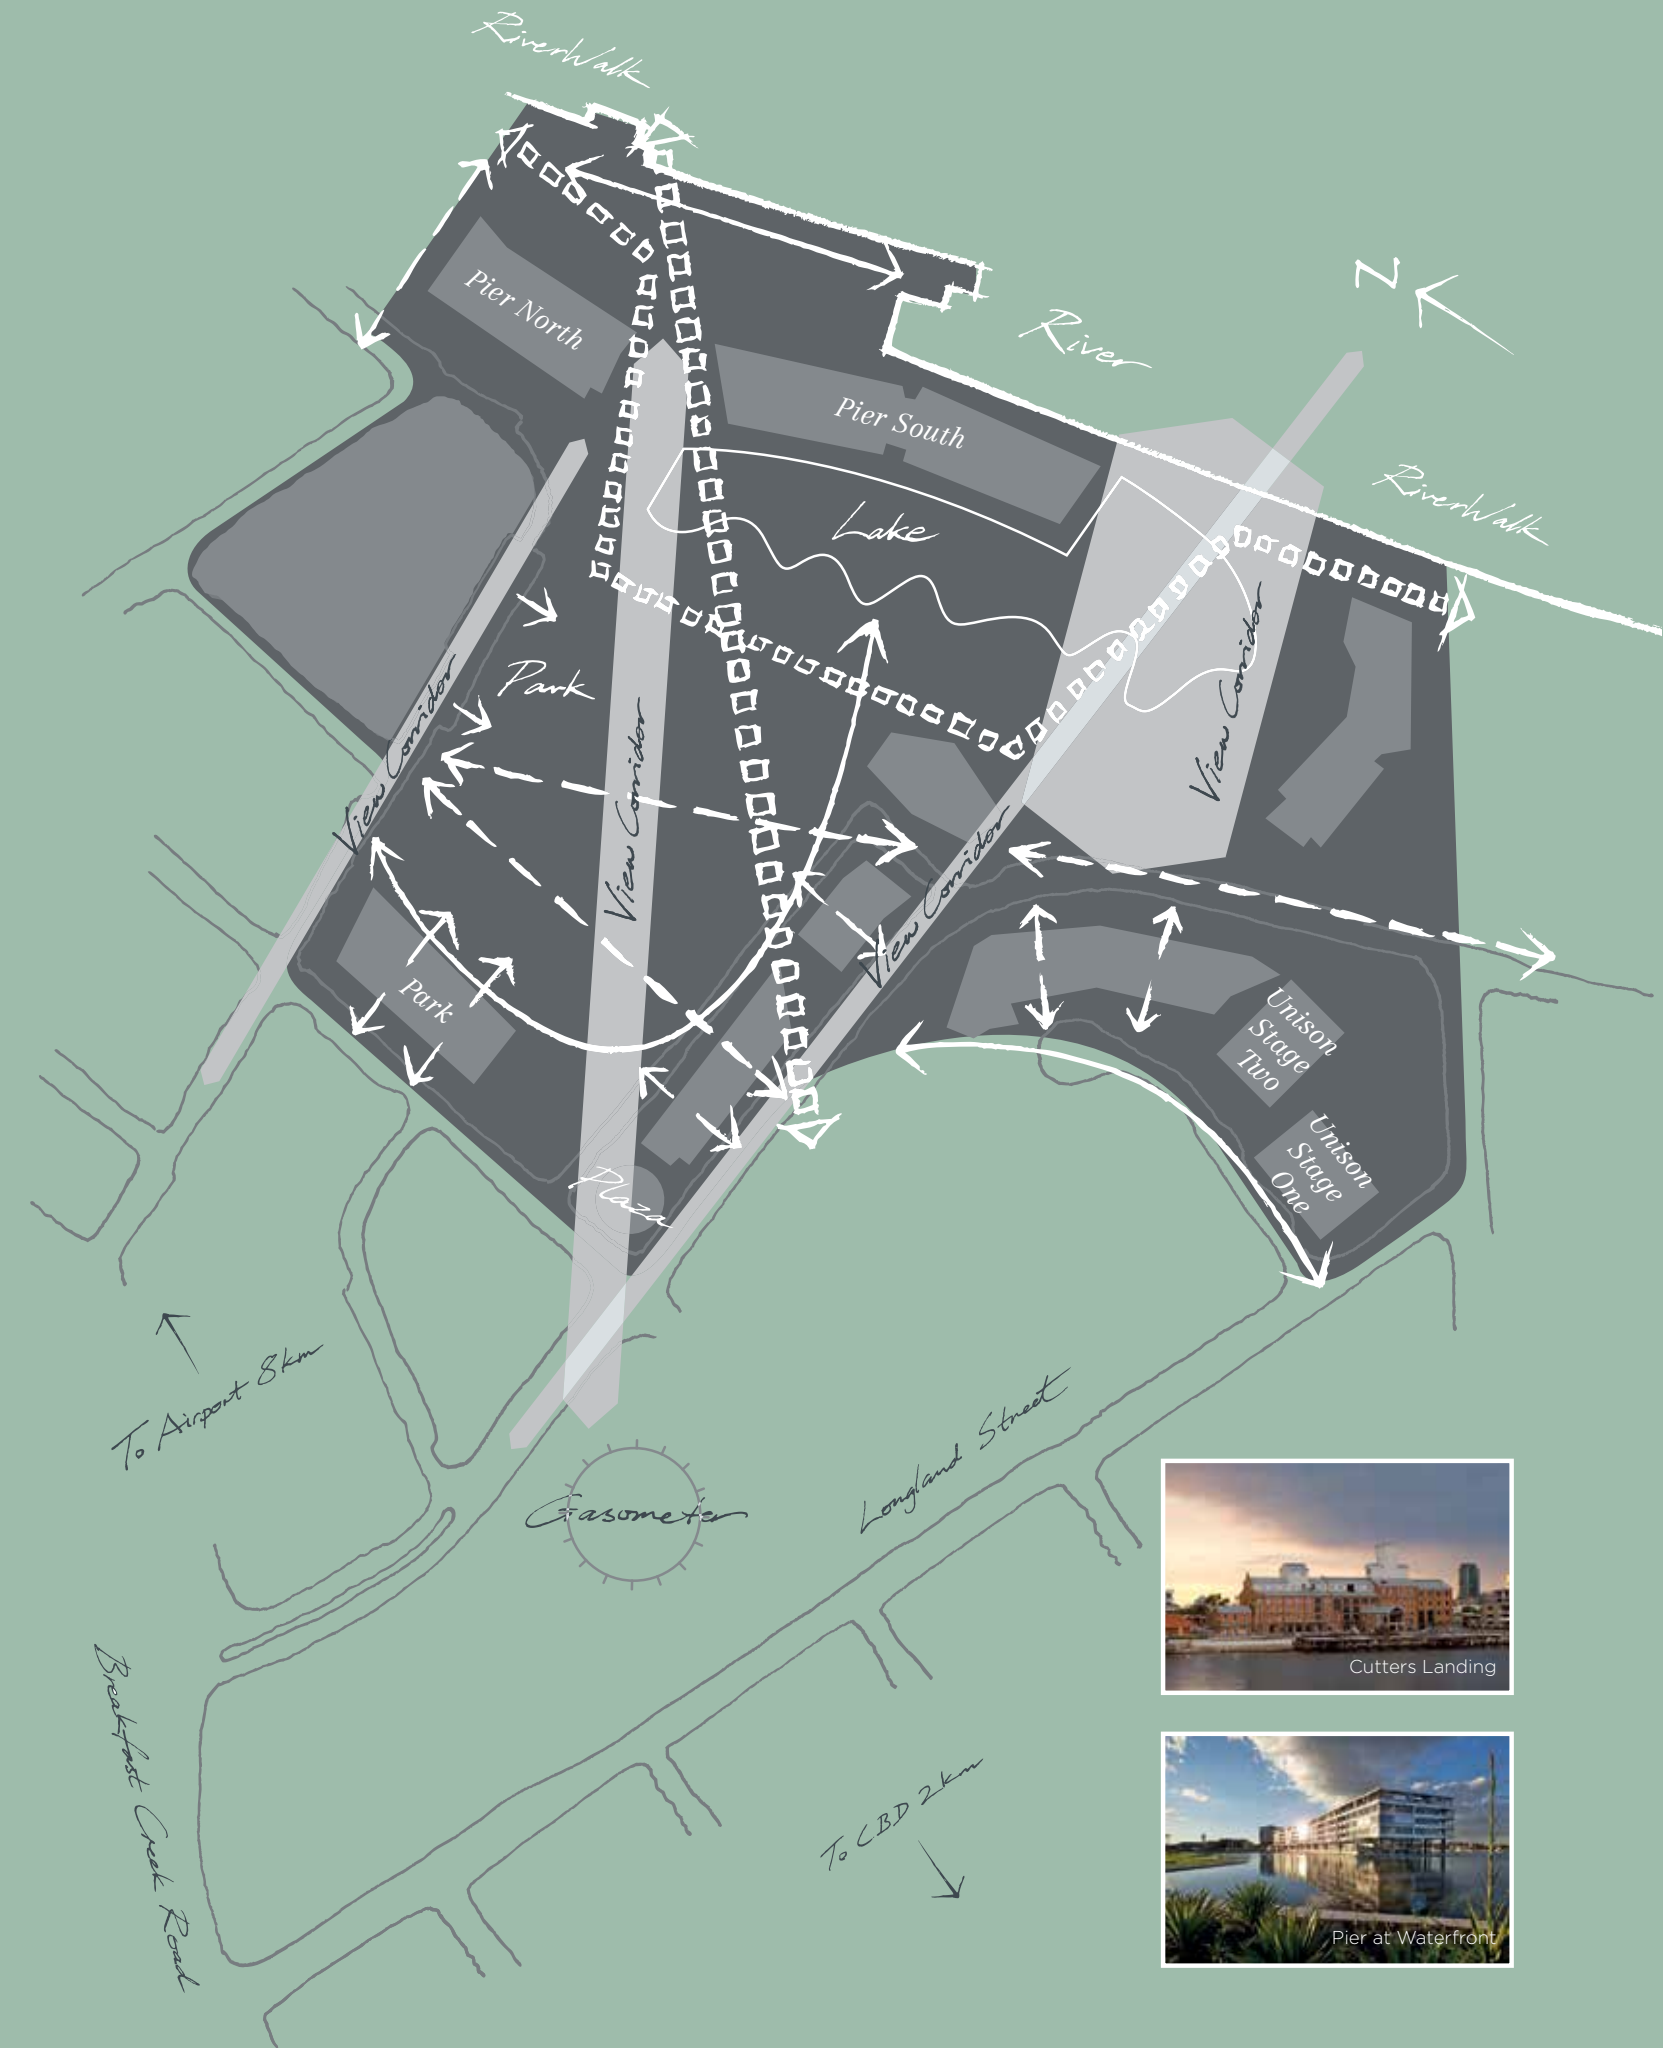 RiverWalk
N
Pier North
River
Pier South
RiverWalk
Lake
View Corridor
Park
View Corridor
View Corridor
View Corridor
Park
Unison
Stage
Two
Unison
Stage
One
Plaza
To Airport 8km
Longland Street
Gasometer
Breakfast Creek Road
To CBD 2km
Cutters Landing
Pier at Waterfront